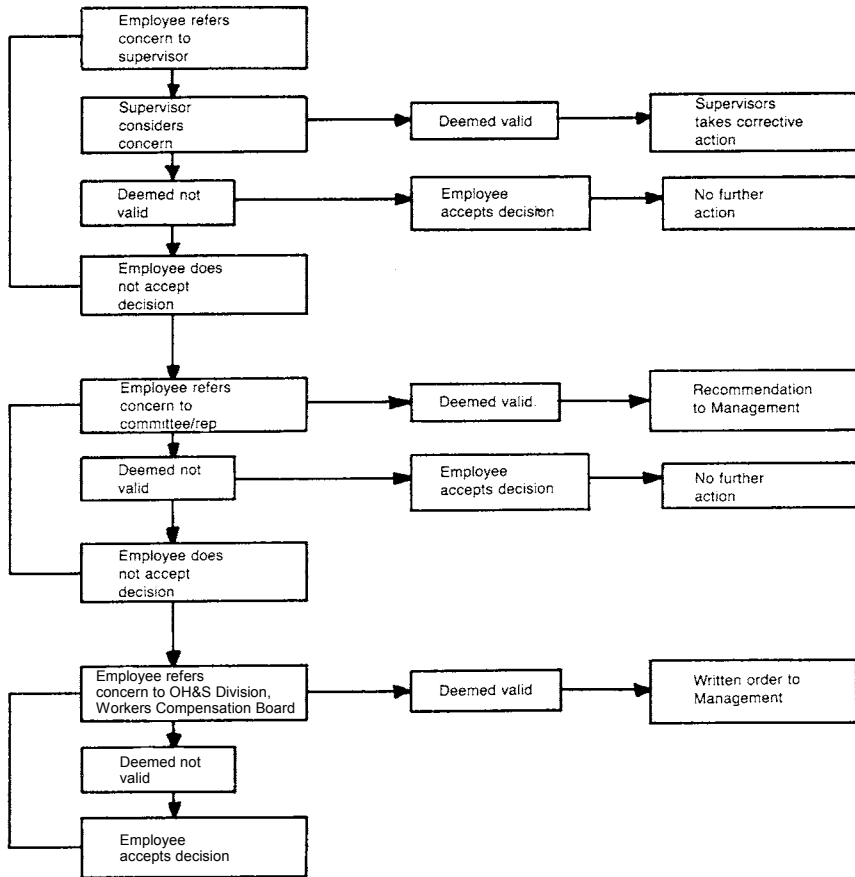 Employee refers
concern to
supervisor
Supervisor
considers
concern
Deemed valid
Supervisors
takes corrective
action
Deemed not
valid
Employee
accepts decision
No further
action
Employee does
not accept
decision
Employee refers
concern to
committee/rep
Deemed valid.
Recommendation
to Management
Deemed not
valid
Employee
accepts decision
No further
action
Employee does
not accept
decision
Employee refers
concern to OH&S Division,
Workers Compensation Board
Deemed valid
Written order to
Management
Deemed not
valid
Employee
accepts decision